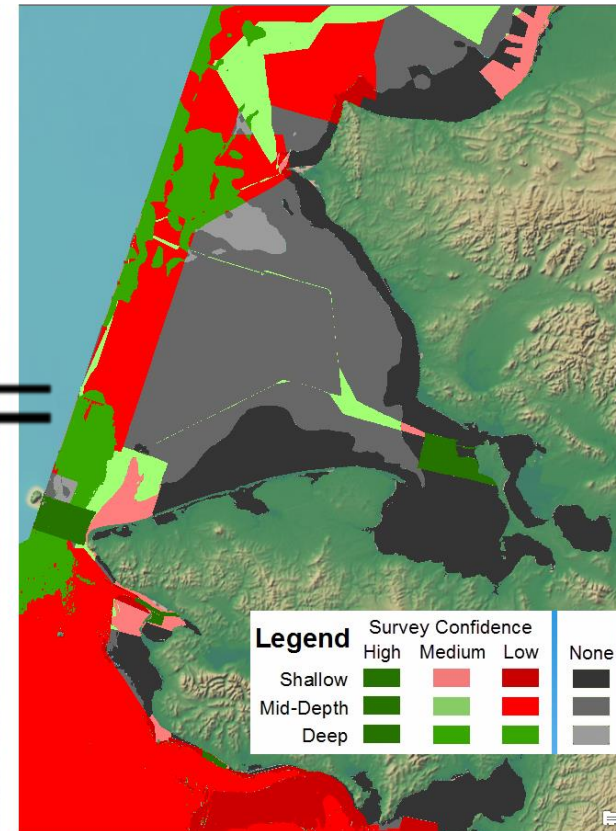 Legend Survey Confidence
High Medium Low None
Shallow
Mid-Depth
Deep